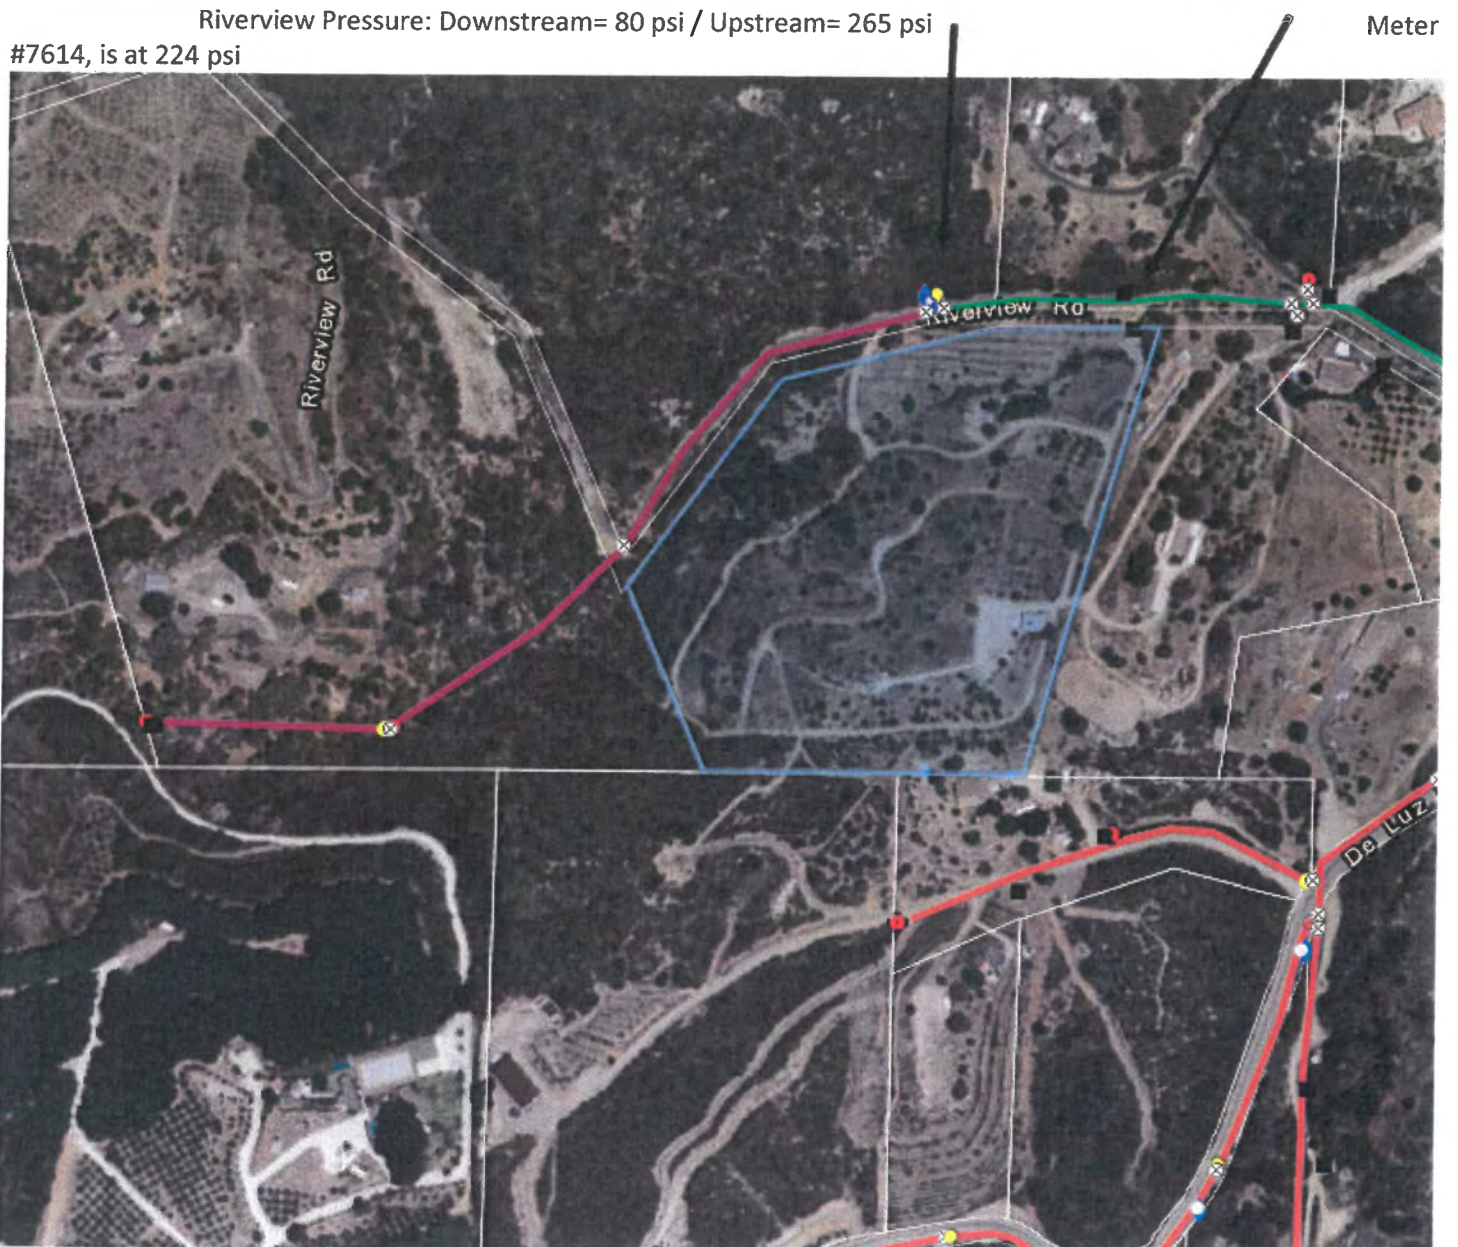 Riverview Pressure: Downstream= 80 psi / Upstream= 265 psi Meter
#7614, is at 224 psi
Riverview Rd
Riverview Rd
De Luz